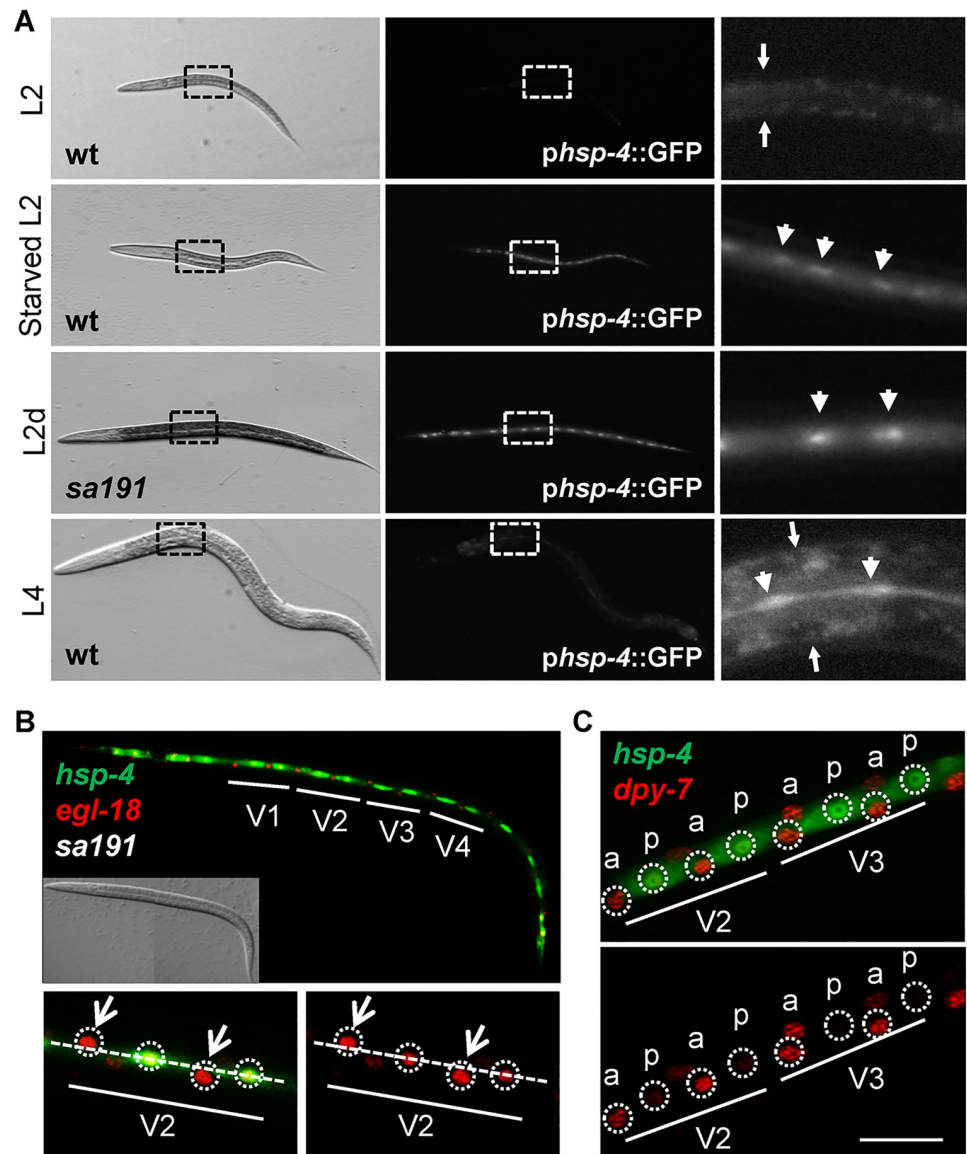 A
L2
wt
phsp-4::GFP
Starved L2
wt
phsp-4::GFP
L2d
sa191
phsp-4::GFP
L4
wt
phsp-4::GFP
B
hsp-4
egl-18
sa191
V1
V2
V3
V4
V2
V2
C
hsp-4
dpy-7
a
p
a
p
a
p
a
p
V2
V3
a
p
a
p
a
p
a
p
V2
V3